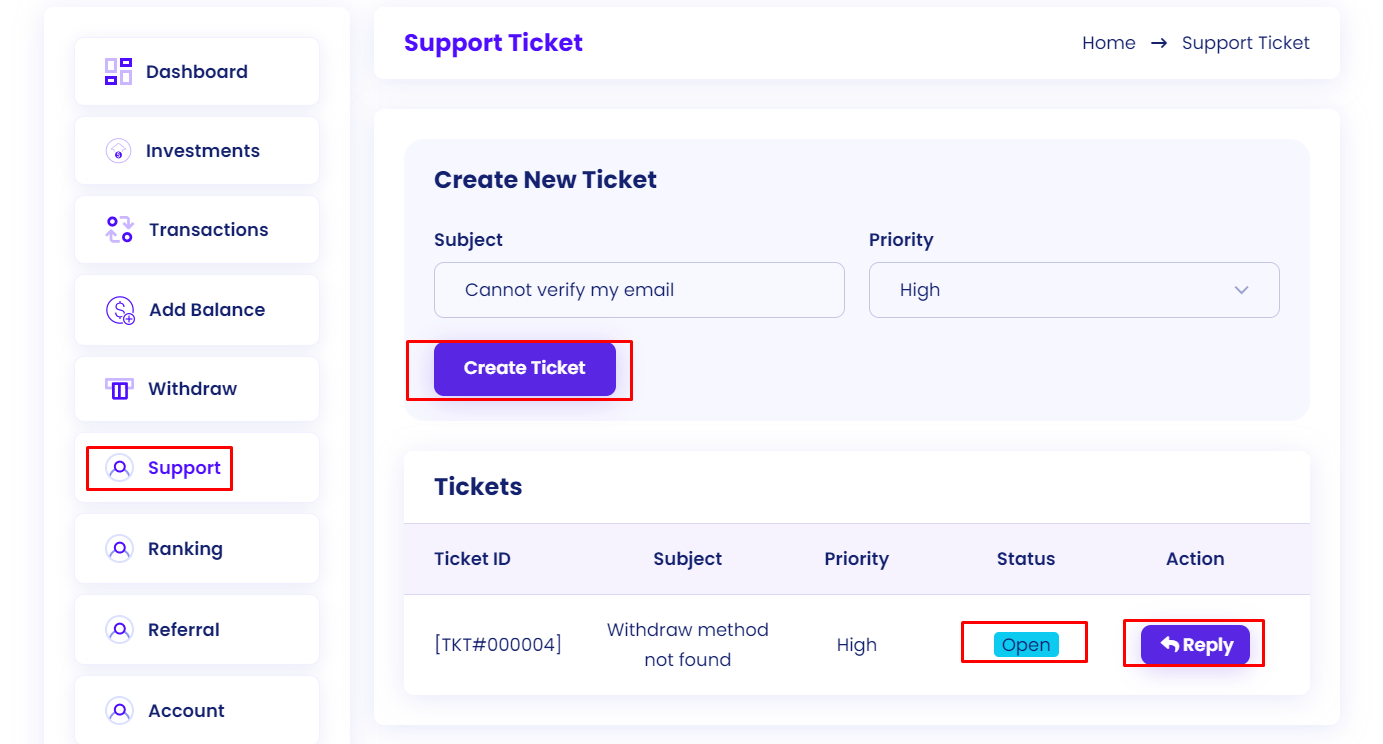 Dashboard
Investments
Transactions
Add Balance
Withdraw
Support
Ranking
Referral
Account
Support Ticket
Home → Support Ticket
Create New Ticket
Subject Priority
Cannot verify my email High
Create Ticket
Tickets
Ticket ID Subject Priority Status Action
[TKT#000004] Withdraw method High Open Reply
not found